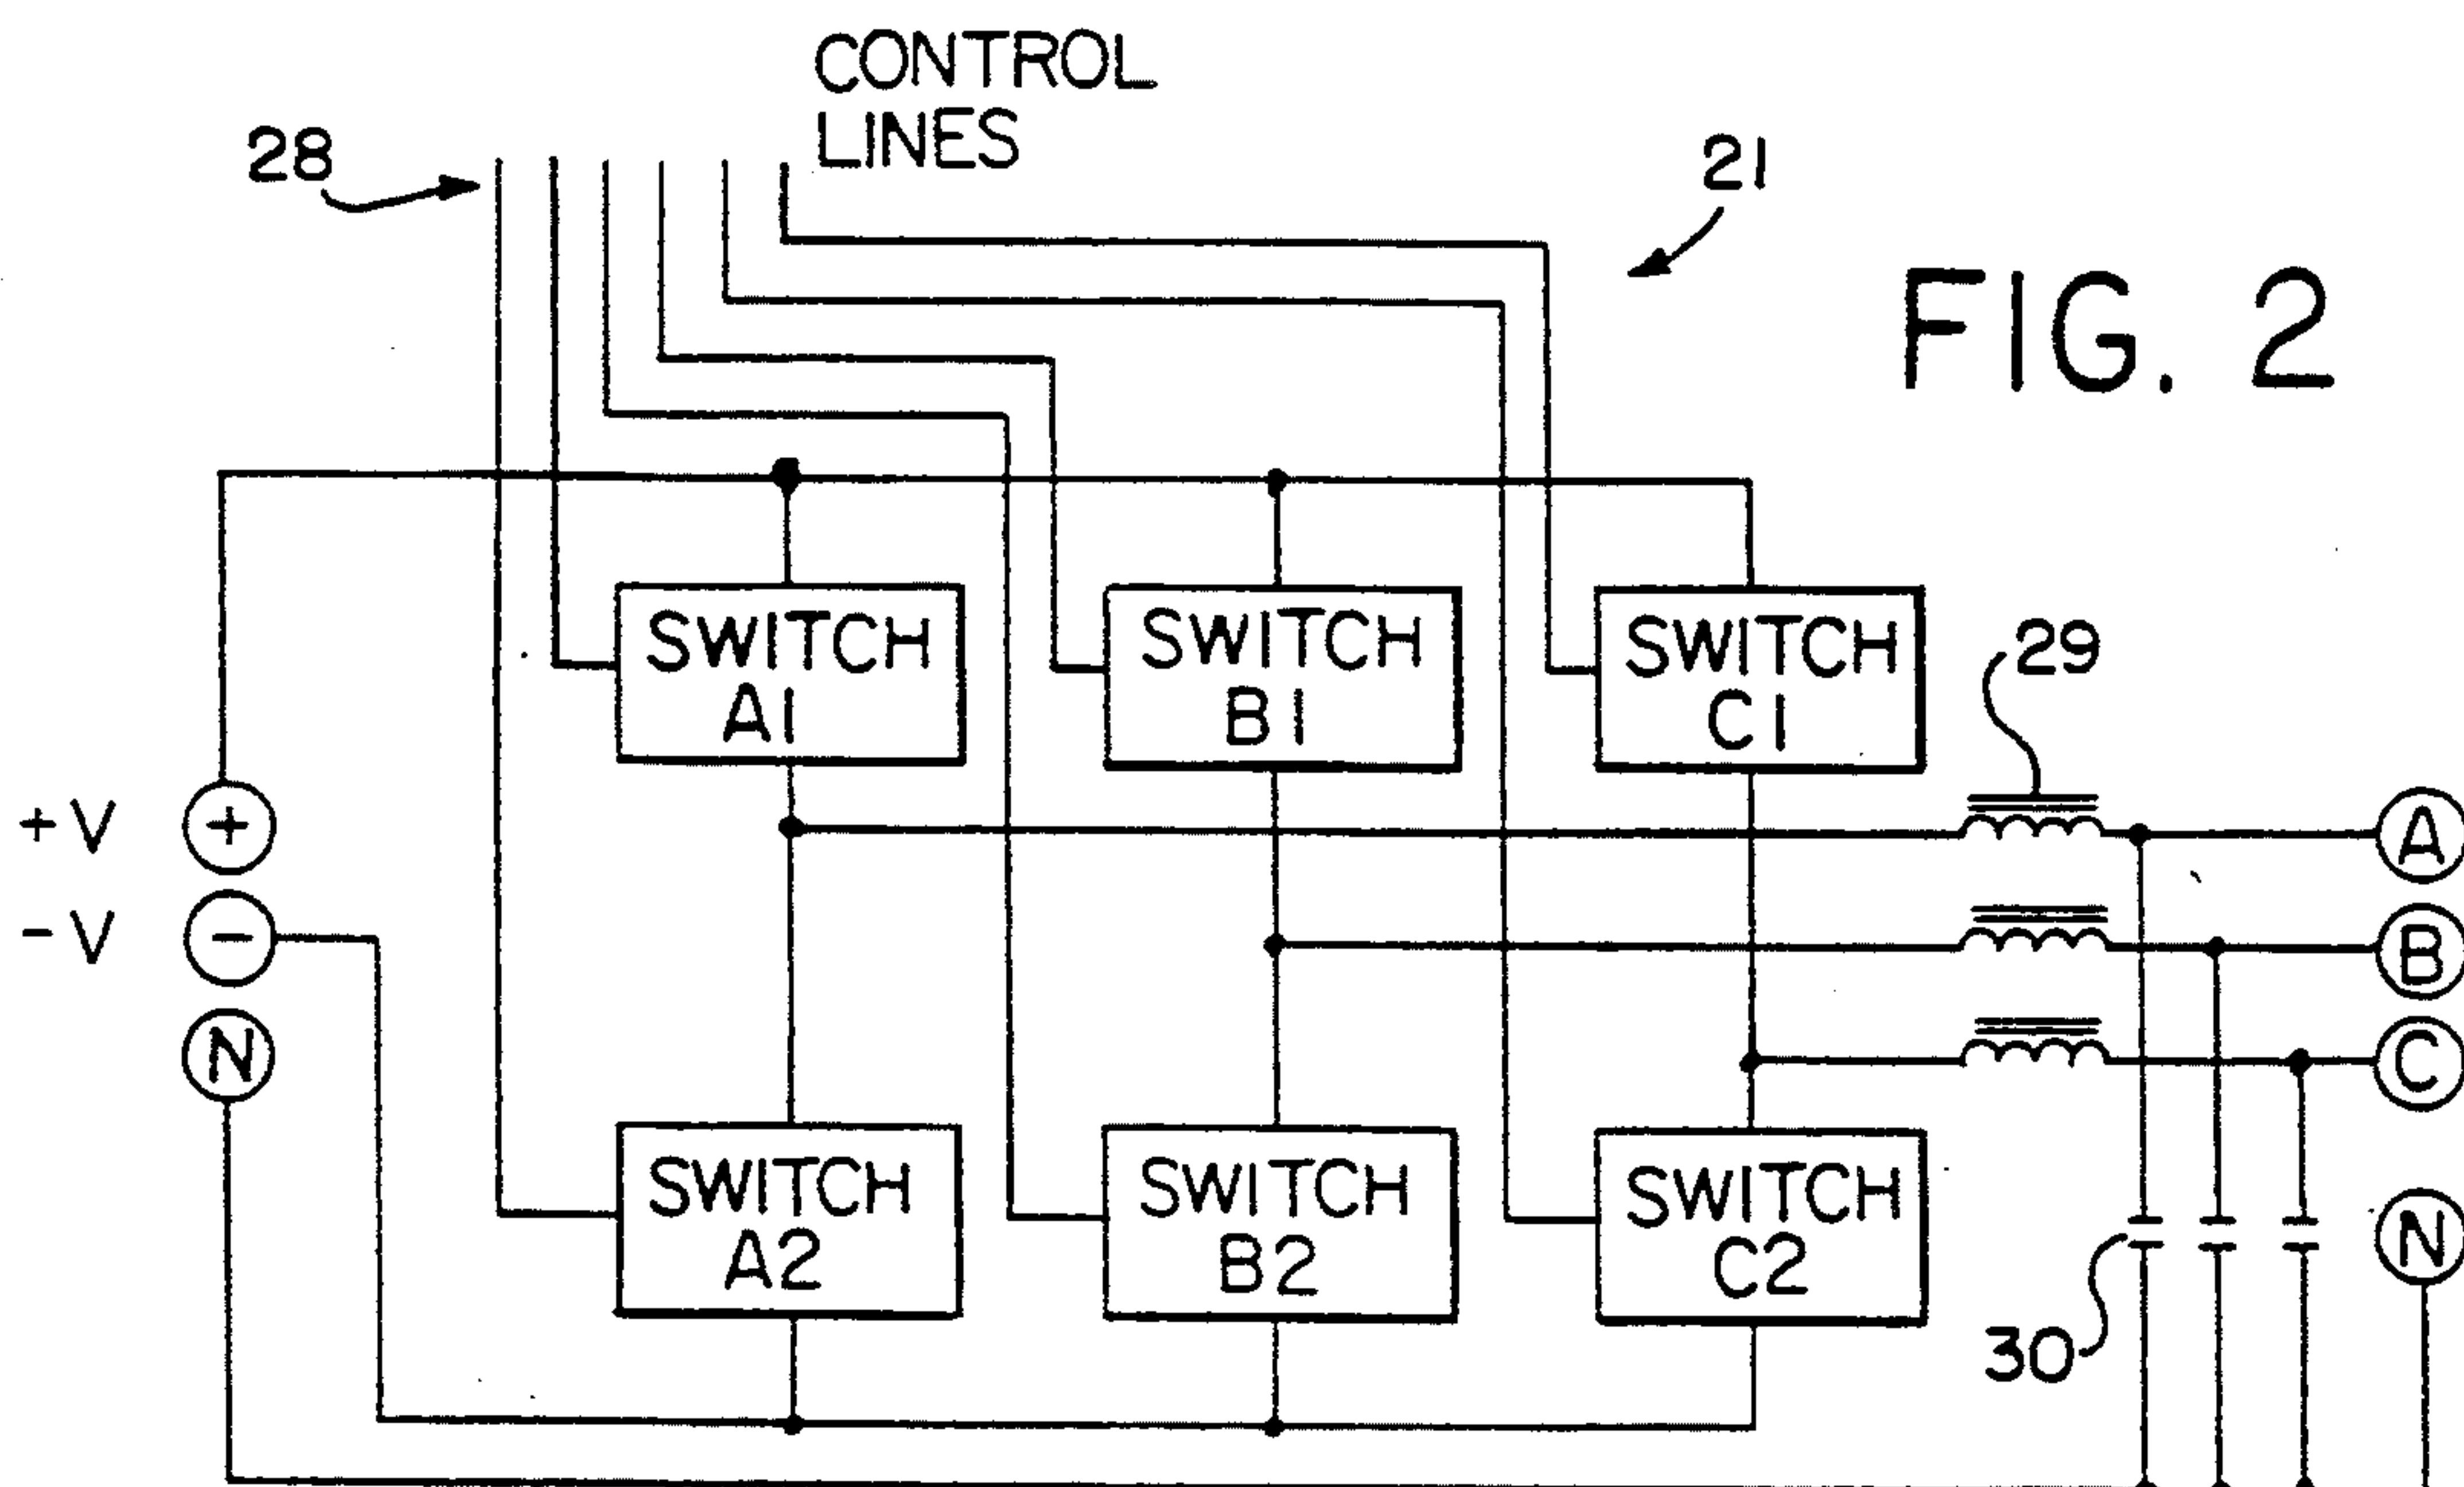 CONTROL
LINES
28
21
FIG. 2
SWITCH
A1
SWITCH
B1
SWITCH
C1
29
+V
+
A
-V
-
B
N
C
SWITCH
A2
SWITCH
B2
SWITCH
C2
N
30